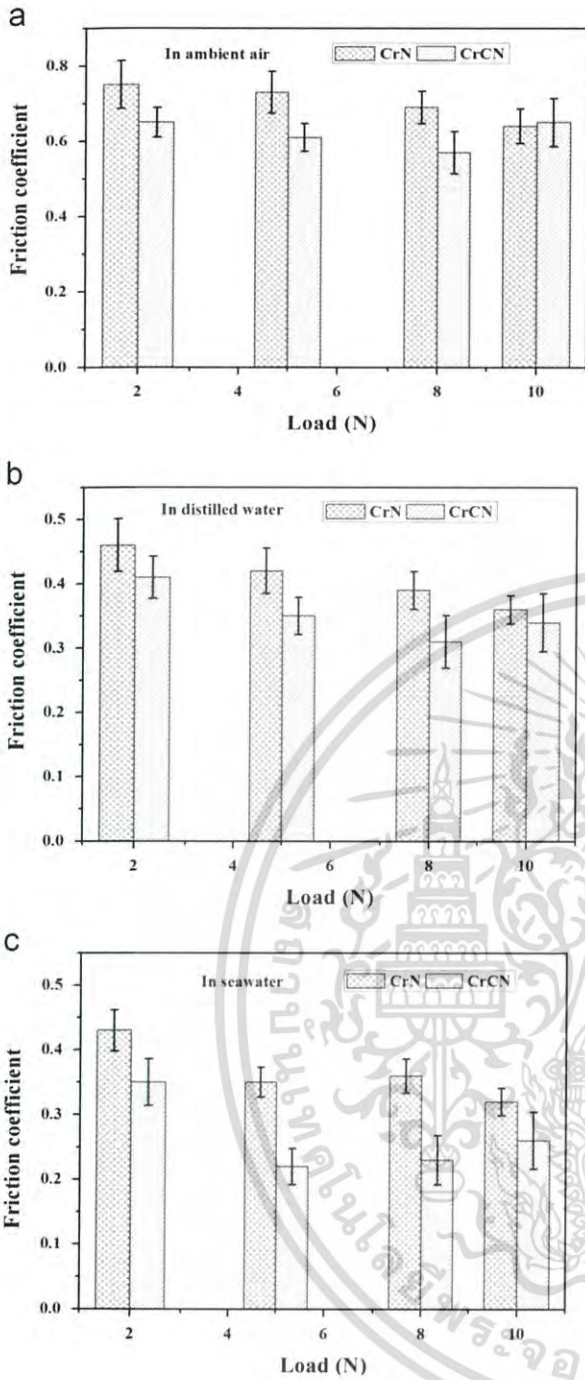 a
In ambient air CrN CrCN
0.8
0.6
0.4
0.2
0.0
Friction coefficient
2 4 6 8 10
Load (N)
b
In distilled water CrN CrCN
0.5
0.4
0.3
0.2
0.1
0.0
Friction coefficient
2 4 6 8 10
Load (N)
c
In seawater CrN CrCN
0.5
0.4
0.3
0.2
0.1
0.0
Friction coefficient
2 4 6 8 10
Load (N)